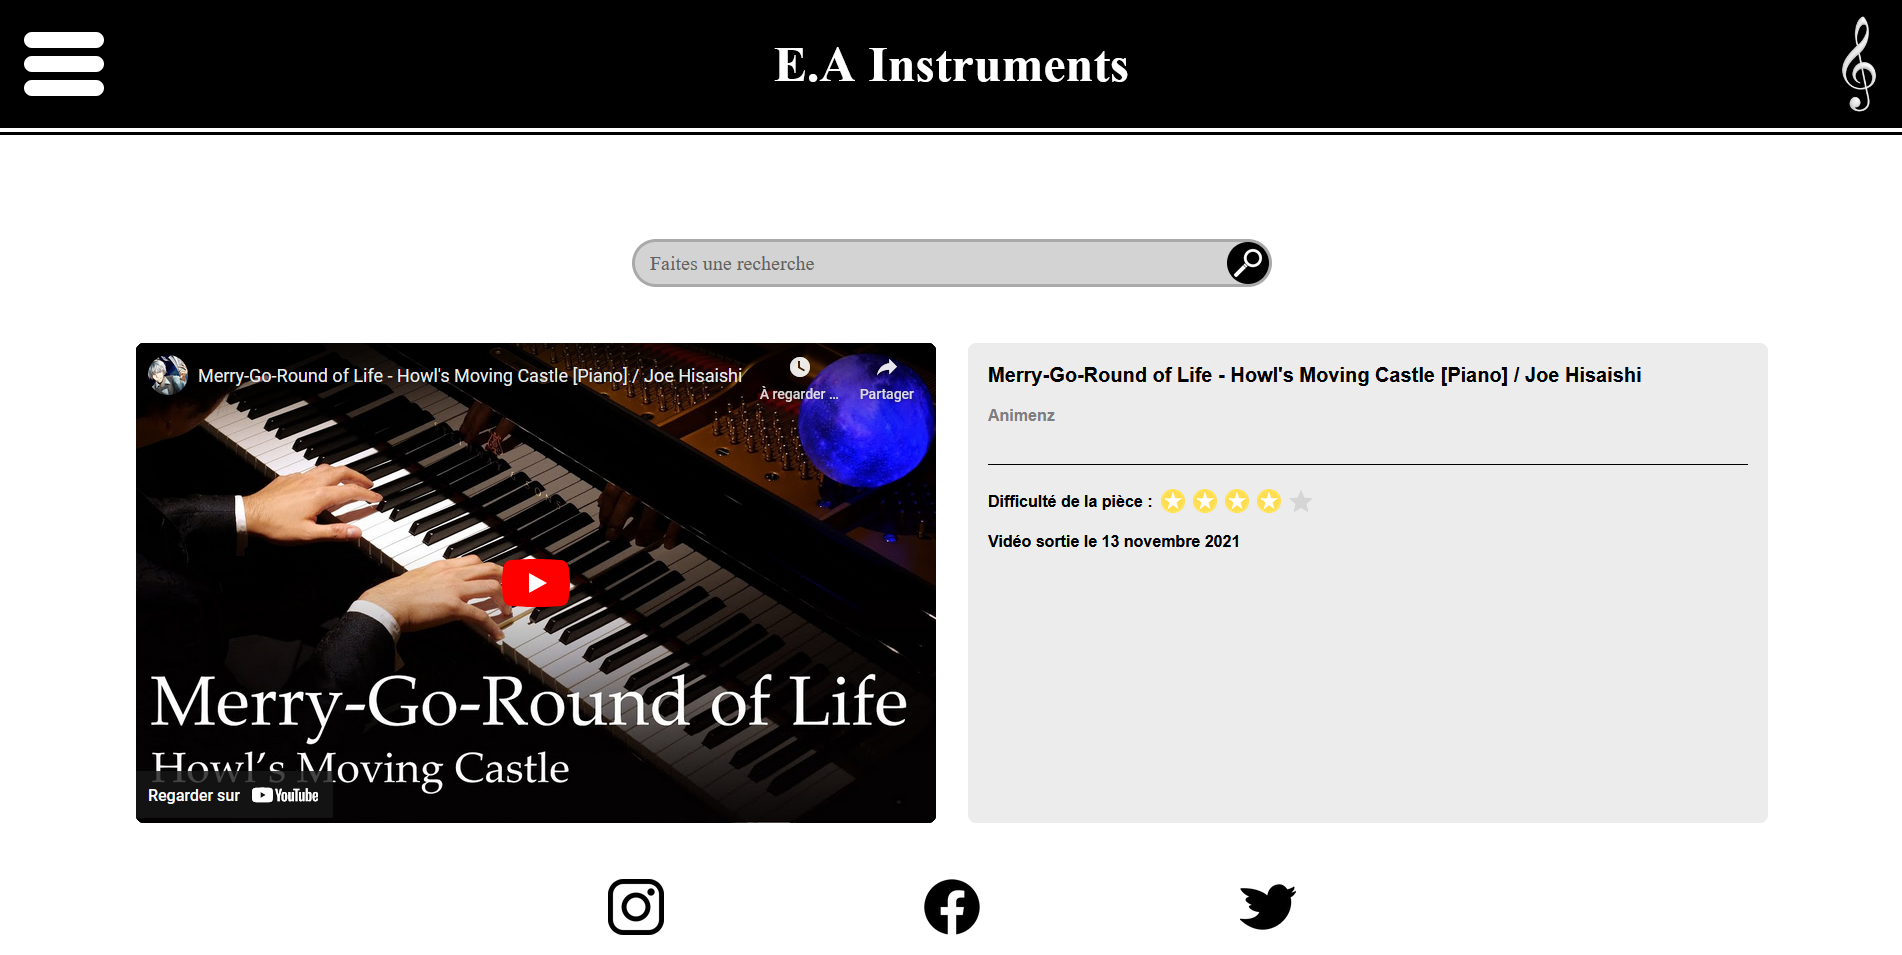 E.A Instruments
Faites une recherche
Merry-Go-Round of Life - Howl's Moving Castle [Piano] / Joe Hisaishi
À regarder ...
Partager
Merry-Go-Round of Life
Howl's Moving Castle
Regarder sur YouTube
Merry-Go-Round of Life - Howl's Moving Castle [Piano] / Joe Hisaishi
Animenz
Difficulté de la pièce :
Vidéo sortie le 13 novembre 2021